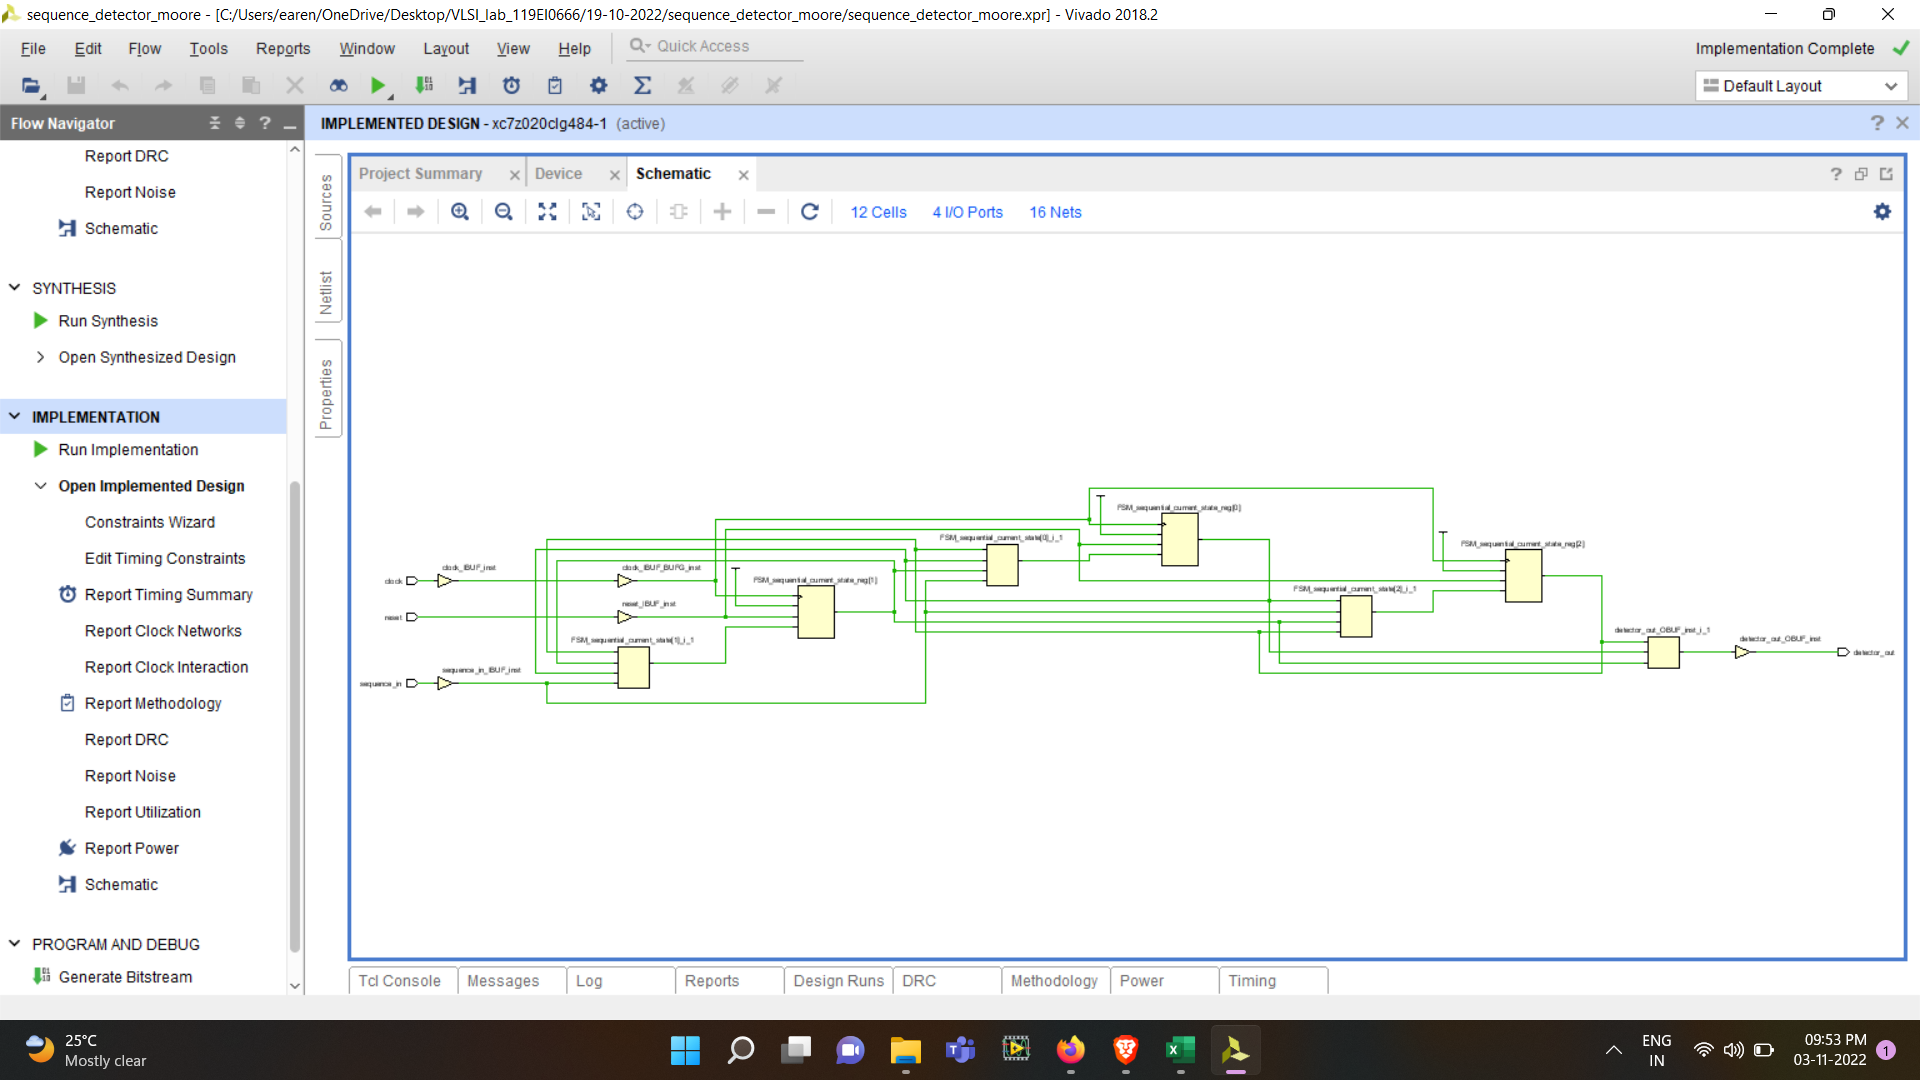 sequence_detector_moore - [C:/Users/earen/OneDrive/Desktop/VLSI_lab_119EI0666/19-10-2022/sequence_detector_moore/sequence_detector_moore.xpr] - Vivado 2018.2
File Edit Flow Tools Reports Window Layout View Help Quick Access
Implementation Complete
Default Layout
Flow Navigator
IMPLEMENTED DESIGN - xc7z020clg484-1 (active)
Report DRC
Report Noise
Schematic
SYNTHESIS
Run Synthesis
Open Synthesized Design
IMPLEMENTATION
Run Implementation
Open Implemented Design
Constraints Wizard
Edit Timing Constraints
Report Timing Summary
Report Clock Networks
Report Clock Interaction
Report Methodology
Report DRC
Report Noise
Report Utilization
Report Power
Schematic
PROGRAM AND DEBUG
Generate Bitstream
Sources
Netlist
Properties
Project Summary Device Schematic
12 Cells 4 I/O Ports 16 Nets
FSM_sequential_current_state_reg[0]
FSM_sequential_current_state[0]_i_1
FSM_sequential_current_state_reg[2]
clock_IBUF_inst
clock_IBUF_BUFG_inst
clock
FSM_sequential_current_state_reg[1]
FSM_sequential_current_state[2]_i_1
reset_IBUF_inst
reset
detector_out_OBUF_inst_i_1
FSM_sequential_current_state[1]_i_1
detector_out_OBUF_inst
detector_out
sequence_in_IBUF_inst
sequence_in
Tcl Console Messages Log Reports Design Runs DRC Methodology Power Timing
25°C
Mostly clear
ENG
IN
09:53 PM
03-11-2022
1